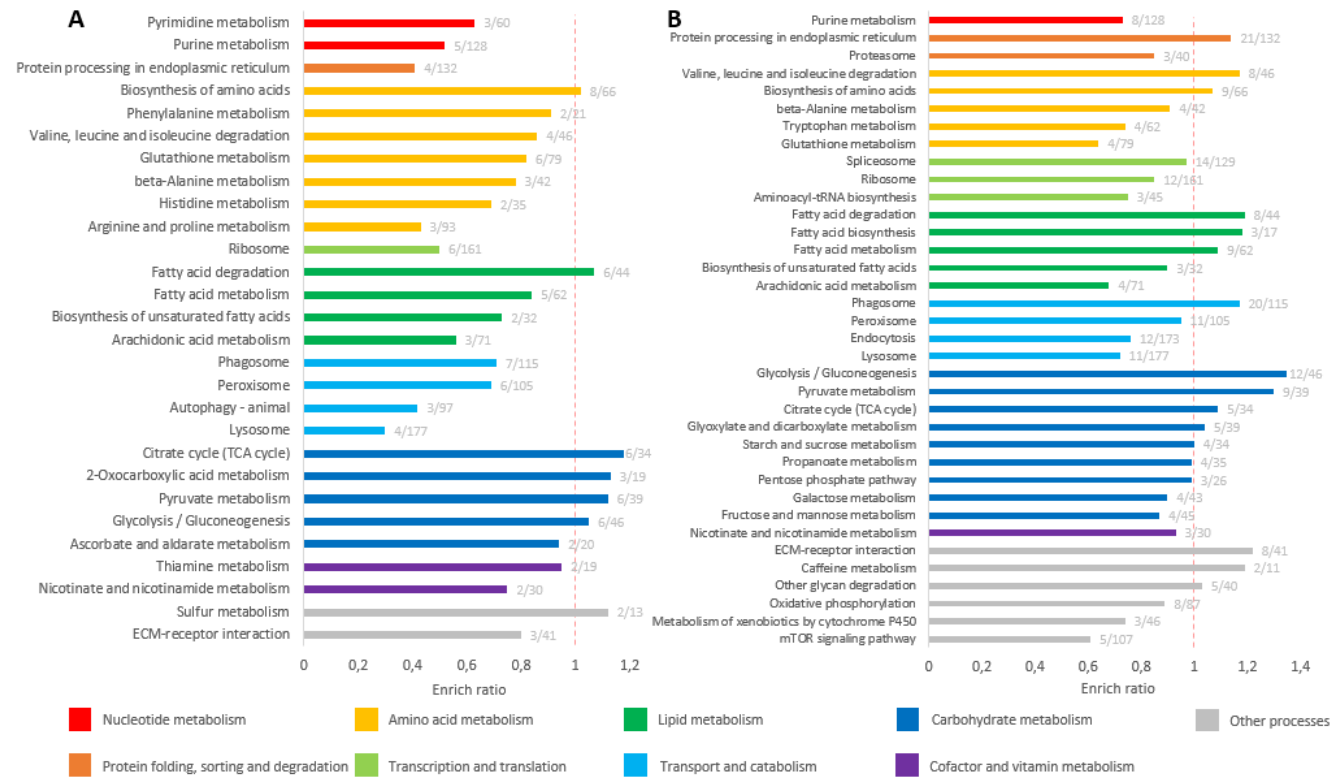 A
Pyrimidine metabolism 3/60
Purine metabolism 5/128
Protein processing in endoplasmic reticulum 4/132
Biosynthesis of amino acids 8/66
Phenylalanine metabolism 2/21
Valine, leucine and isoleucine degradation 4/46
Glutathione metabolism 6/79
beta-Alanine metabolism 3/42
Histidine metabolism 2/35
Arginine and proline metabolism 3/93
Ribosome 6/161
Fatty acid degradation 6/44
Fatty acid metabolism 5/62
Biosynthesis of unsaturated fatty acids 2/32
Arachidonic acid metabolism 3/71
Phagosome 7/115
Peroxisome 6/105
Autophagy - animal 3/97
Lysosome 4/177
Citrate cycle (TCA cycle) 6/34
2-Oxocarboxylic acid metabolism 3/19
Pyruvate metabolism 6/39
Glycolysis / Gluconeogenesis 6/46
Ascorbate and aldarate metabolism 2/20
Thiamine metabolism 2/19
Nicotinate and nicotinamide metabolism 2/30
Sulfur metabolism 2/13
ECM-receptor interaction 3/41
0 0,2 0,4 0,6 0,8 1 1,2
Enrich ratio
B
Purine metabolism 8/128
Protein processing in endoplasmic reticulum 21/132
Proteasome 3/40
Valine, leucine and isoleucine degradation 8/46
Biosynthesis of amino acids 9/66
beta-Alanine metabolism 4/42
Tryptophan metabolism 4/62
Glutathione metabolism 4/79
Spliceosome 14/129
Ribosome 12/161
Aminoacyl-tRNA biosynthesis 3/45
Fatty acid degradation 8/44
Fatty acid biosynthesis 3/17
Fatty acid metabolism 9/62
Biosynthesis of unsaturated fatty acids 3/32
Arachidonic acid metabolism 4/71
Phagosome 20/115
Peroxisome 11/105
Endocytosis 12/173
Lysosome 11/177
Glycolysis / Gluconeogenesis 12/46
Pyruvate metabolism 9/39
Citrate cycle (TCA cycle) 5/34
Glyoxylate and dicarboxylate metabolism 5/39
Starch and sucrose metabolism 4/34
Propanoate metabolism 4/35
Pentose phosphate pathway 3/26
Galactose metabolism 4/43
Fructose and mannose metabolism 4/45
Nicotinate and nicotinamide metabolism 3/30
ECM-receptor interaction 8/41
Caffeine metabolism 2/11
Other glycan degradation 5/40
Oxidative phosphorylation 8/87
Metabolism of xenobiotics by cytochrome P450 3/46
mTOR signaling pathway 5/107
0 0,2 0,4 0,6 0,8 1 1,2 1,4
Enrich ratio
Nucleotide metabolism
Amino acid metabolism
Lipid metabolism
Carbohydrate metabolism
Other processes
Protein folding, sorting and degradation
Transcription and translation
Transport and catabolism
Cofactor and vitamin metabolism